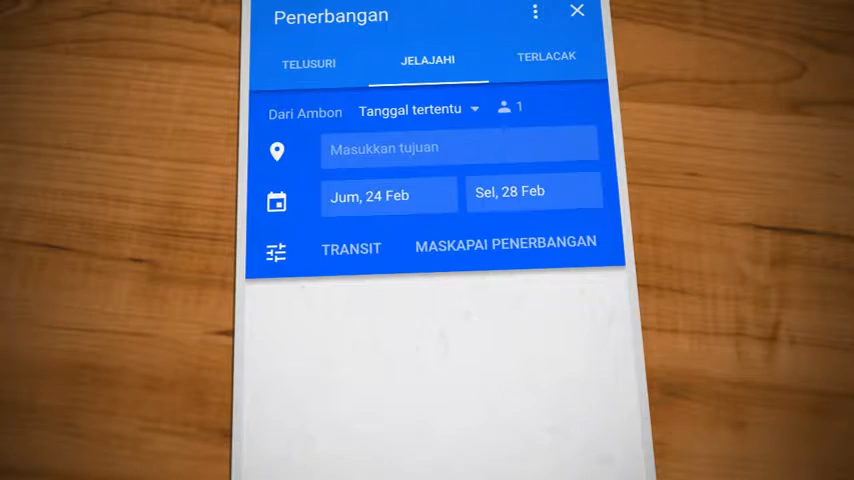 Penerbangan
TELUSURI JELAJAHI TERLACAK
Dari Ambon Tanggal tertentu 1
Masukkan tujuan
Jum, 24 Feb Sel, 28 Feb
TRANSIT MASKAPAI PENERBANGAN